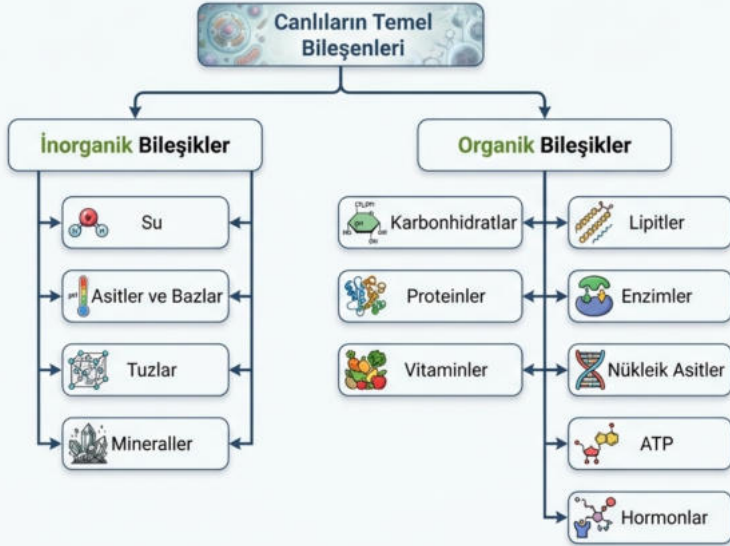 Canlıların Temel
Bileşenleri
İnorganik Bileşikler
Organik Bileşikler
Su
Asitler ve Bazlar
pH
Tuzlar
Mineraller
Karbonhidratlar
Lipitler
Proteinler
Enzimler
Vitaminler
Nükleik Asitler
ATP
Hormonlar